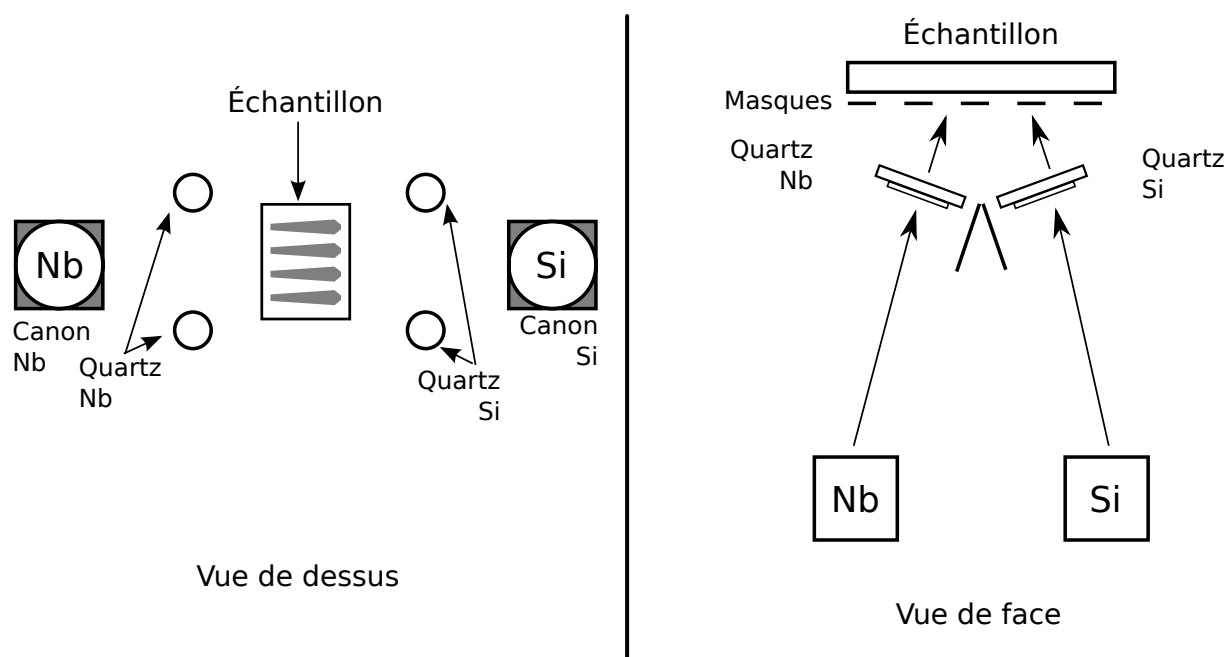 Échantillon
Nb
Si
Canon
Nb
Quartz
Nb
Canon
Si
Quartz
Si
Vue de dessus
Échantillon
Masques
Quartz
Nb
Quartz
Si
Nb
Si
Vue de face